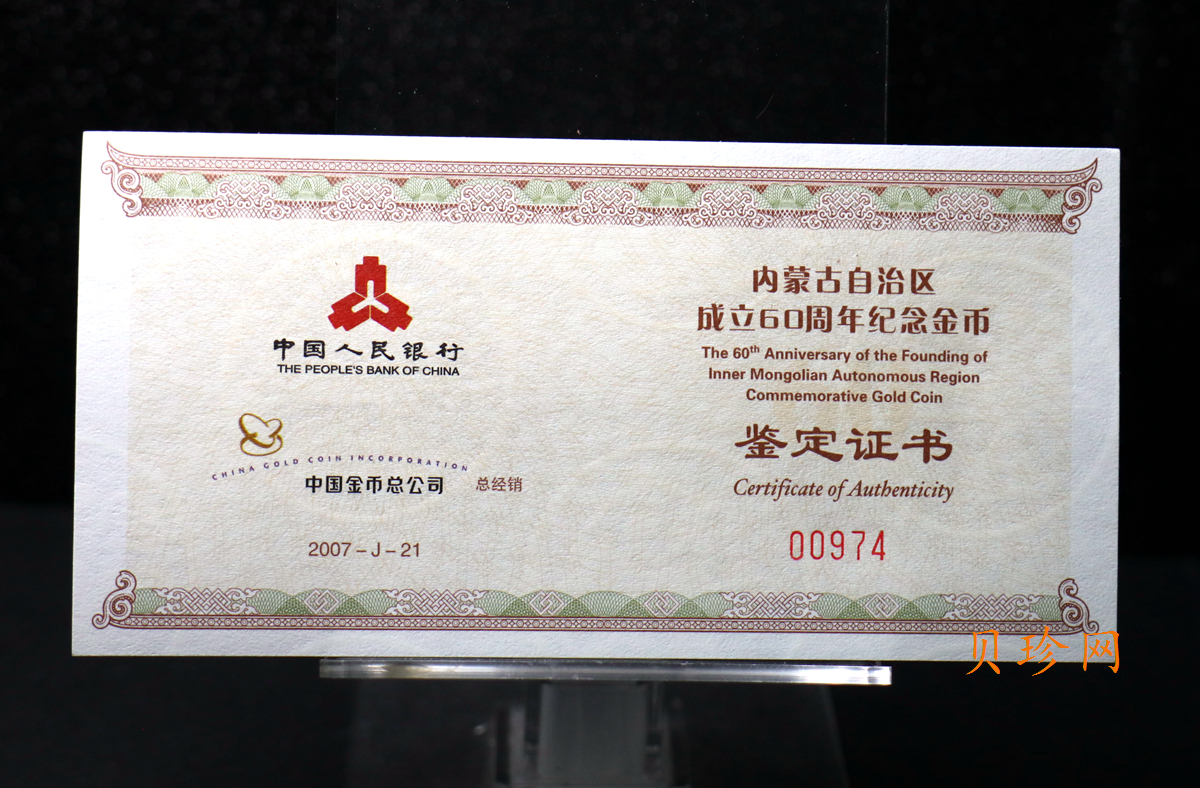 中国人民银行
THE PEOPLE'S BANK OF CHINA
CHINA GOLD COIN INCORPORATION
中国金币总公司 总经销
2007-J-21
内蒙古自治区
成立60周年纪念金币
The 60th Anniversary of the Founding of
Inner Mongolian Autonomous Region
Commemorative Gold Coin
鉴定证书
Certificate of Authenticity
00974
贝珍网